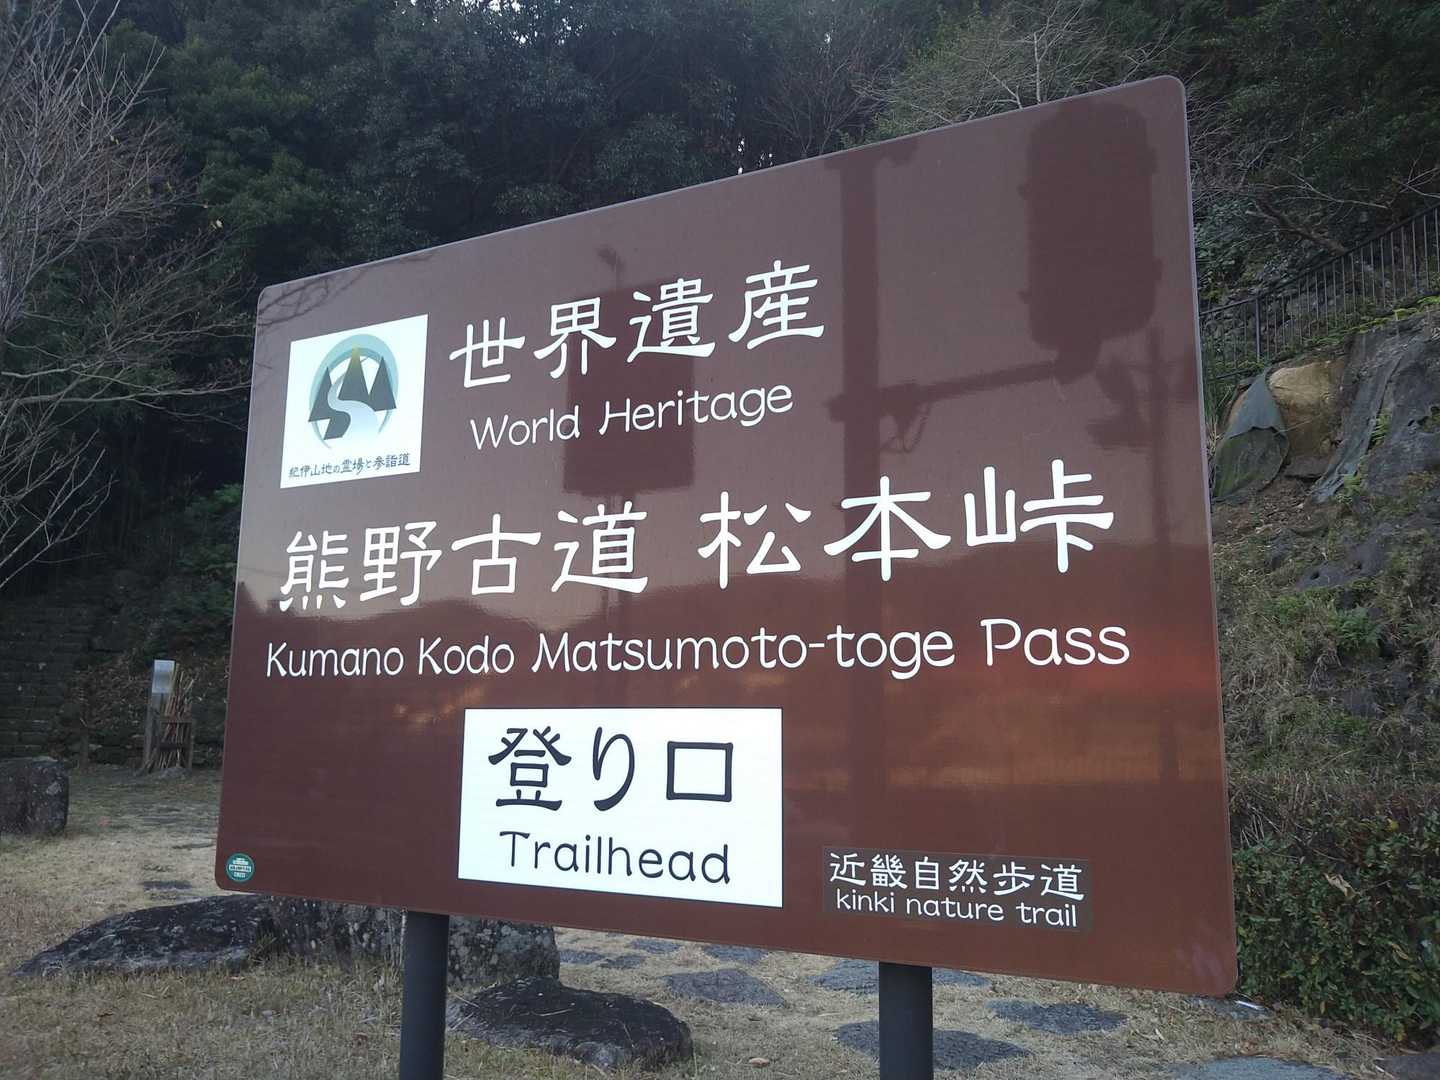 世界遺産
World Heritage
紀伊山地の霊場と参詣道
熊野古道 松本峠
Kumano Kodo Matsumoto-toge Pass
登り口
Trailhead
近畿自然歩道
kinki nature trail